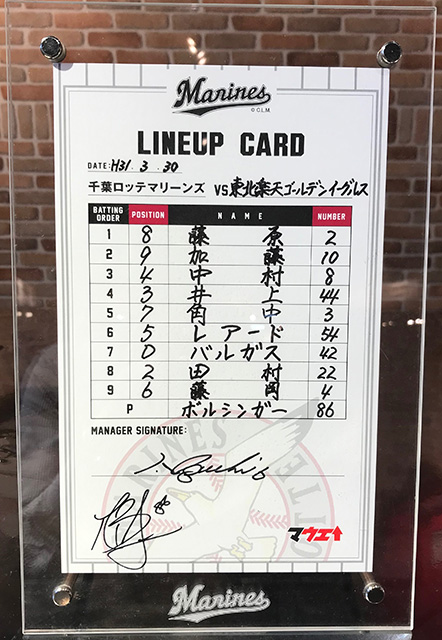 Marines
© C.L.M.
LINEUP CARD
DATE: H31. 3. 30
千葉ロッテマリーンズ VS. 東北楽天ゴールデンイーグルス
BATTING ORDER POSITION NAME NUMBER
1 8 藤原 2
2 9 加藤 10
3 4 中村 8
4 3 井上 44
5 7 角中 3
6 5 レアード 54
7 D バルガス 42
8 2 田村 22
9 6 藤岡 4
P ボルシンガー 86
MANAGER SIGNATURE:
マウエ↑
Marines